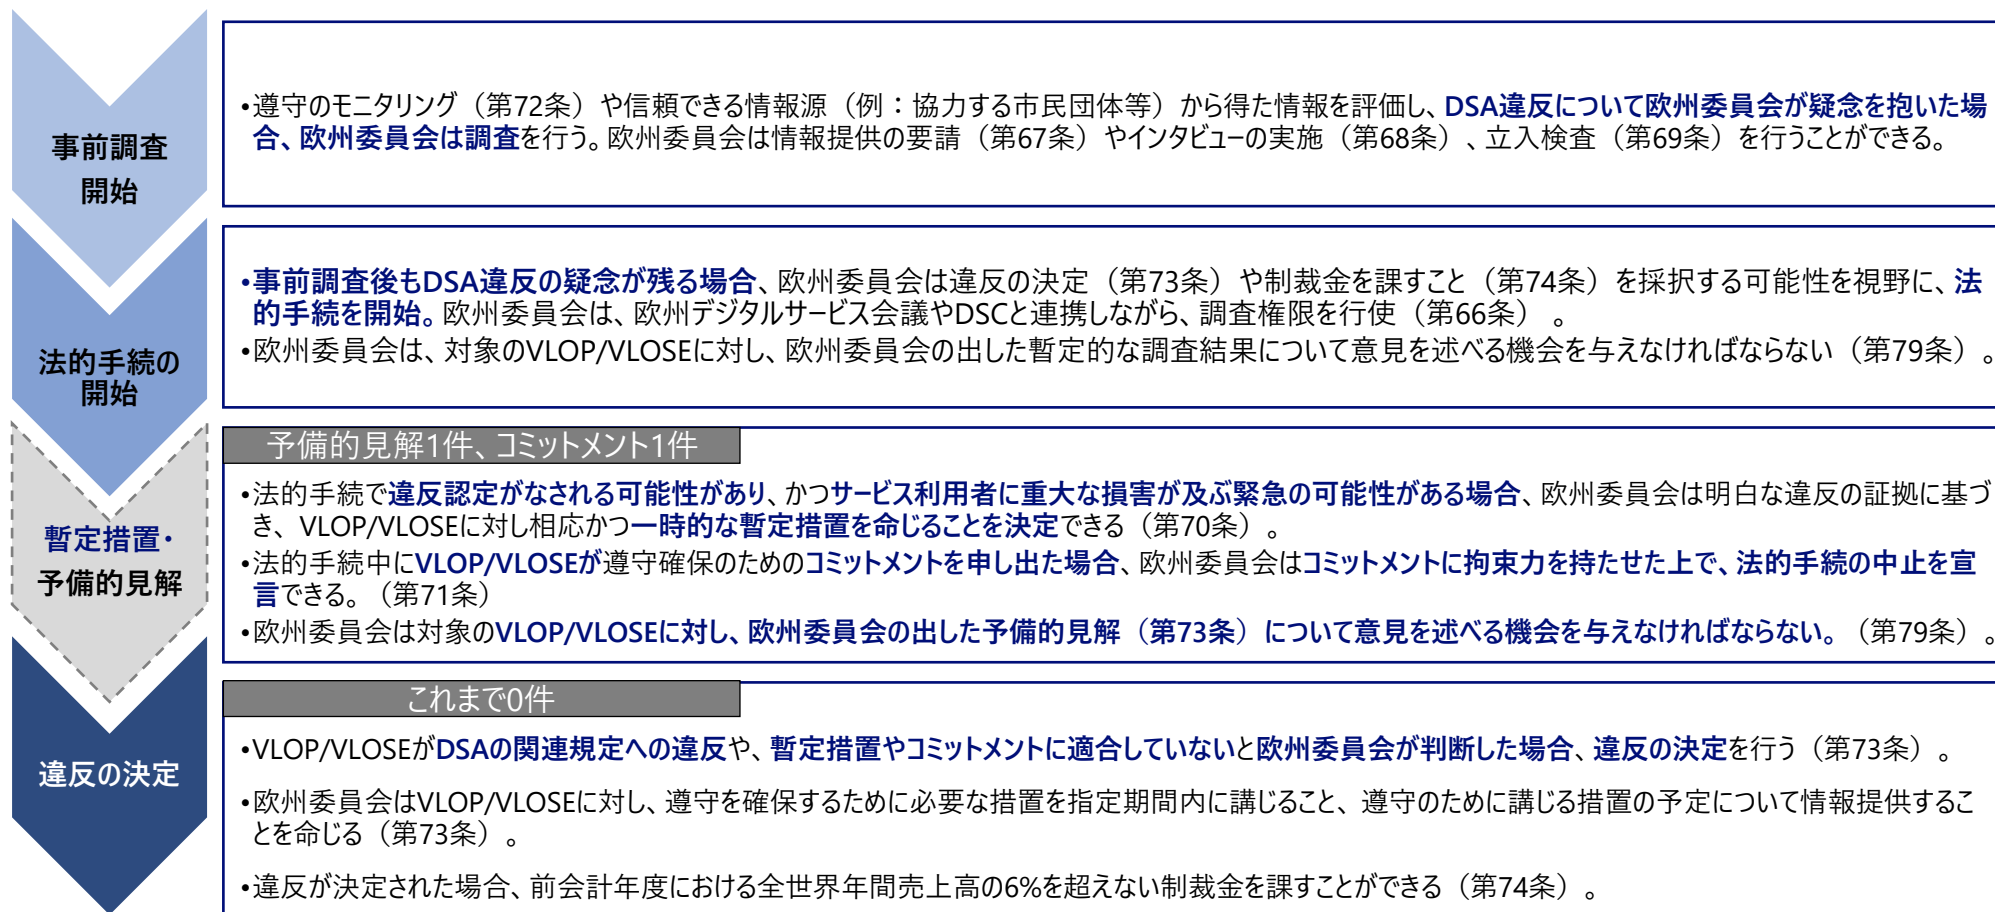 事前調査
開始
•遵守のモニタリング（第72条）や信頼できる情報源（例：協力する市民団体等）から得た情報を評価し、DSA違反について欧州委員会が疑念を抱いた場
合、欧州委員会は調査を行う。欧州委員会は情報提供の要請（第67条）やインタビューの実施（第68条）、立入検査（第69条）を行うことができる。
法的手続の
開始
•事前調査後もDSA違反の疑念が残る場合、欧州委員会は違反の決定（第73条）や制裁金を課すこと（第74条）を採択する可能性を視野に、法
的手続を開始。欧州委員会は、欧州デジタルサービス会議やDSCと連携しながら、調査権限を行使（第66条）。
•欧州委員会は、対象のVLOP/VLOSEに対し、欧州委員会の出した暫定的な調査結果について意見を述べる機会を与えなければならない（第79条）。
暫定措置・
予備的見解
予備的見解1件、コミットメント1件
•法的手続で違反認定がなされる可能性があり、かつサービス利用者に重大な損害が及ぶ緊急の可能性がある場合、欧州委員会は明白な違反の証拠に基づ
き、VLOP/VLOSEに対し相応かつ一時的な暫定措置を命じることを決定できる（第70条）。
•法的手続中にVLOP/VLOSEが遵守確保のためのコミットメントを申し出た場合、欧州委員会はコミットメントに拘束力を持たせた上で、法的手続の中止を宣
言できる。（第71条）
•欧州委員会は対象のVLOP/VLOSEに対し、欧州委員会の出した予備的見解（第73条）について意見を述べる機会を与えなければならない。（第79条）。
違反の決定
これまで0件
•VLOP/VLOSEがDSAの関連規定への違反や、暫定措置やコミットメントに適合していないと欧州委員会が判断した場合、違反の決定を行う（第73条）。
•欧州委員会はVLOP/VLOSEに対し、遵守を確保するために必要な措置を指定期間内に講じること、遵守のために講じる措置の予定について情報提供するこ
とを命じる（第73条）。
•違反が決定された場合、前会計年度における全世界年間売上高の6%を超えない制裁金を課すことができる（第74条）。